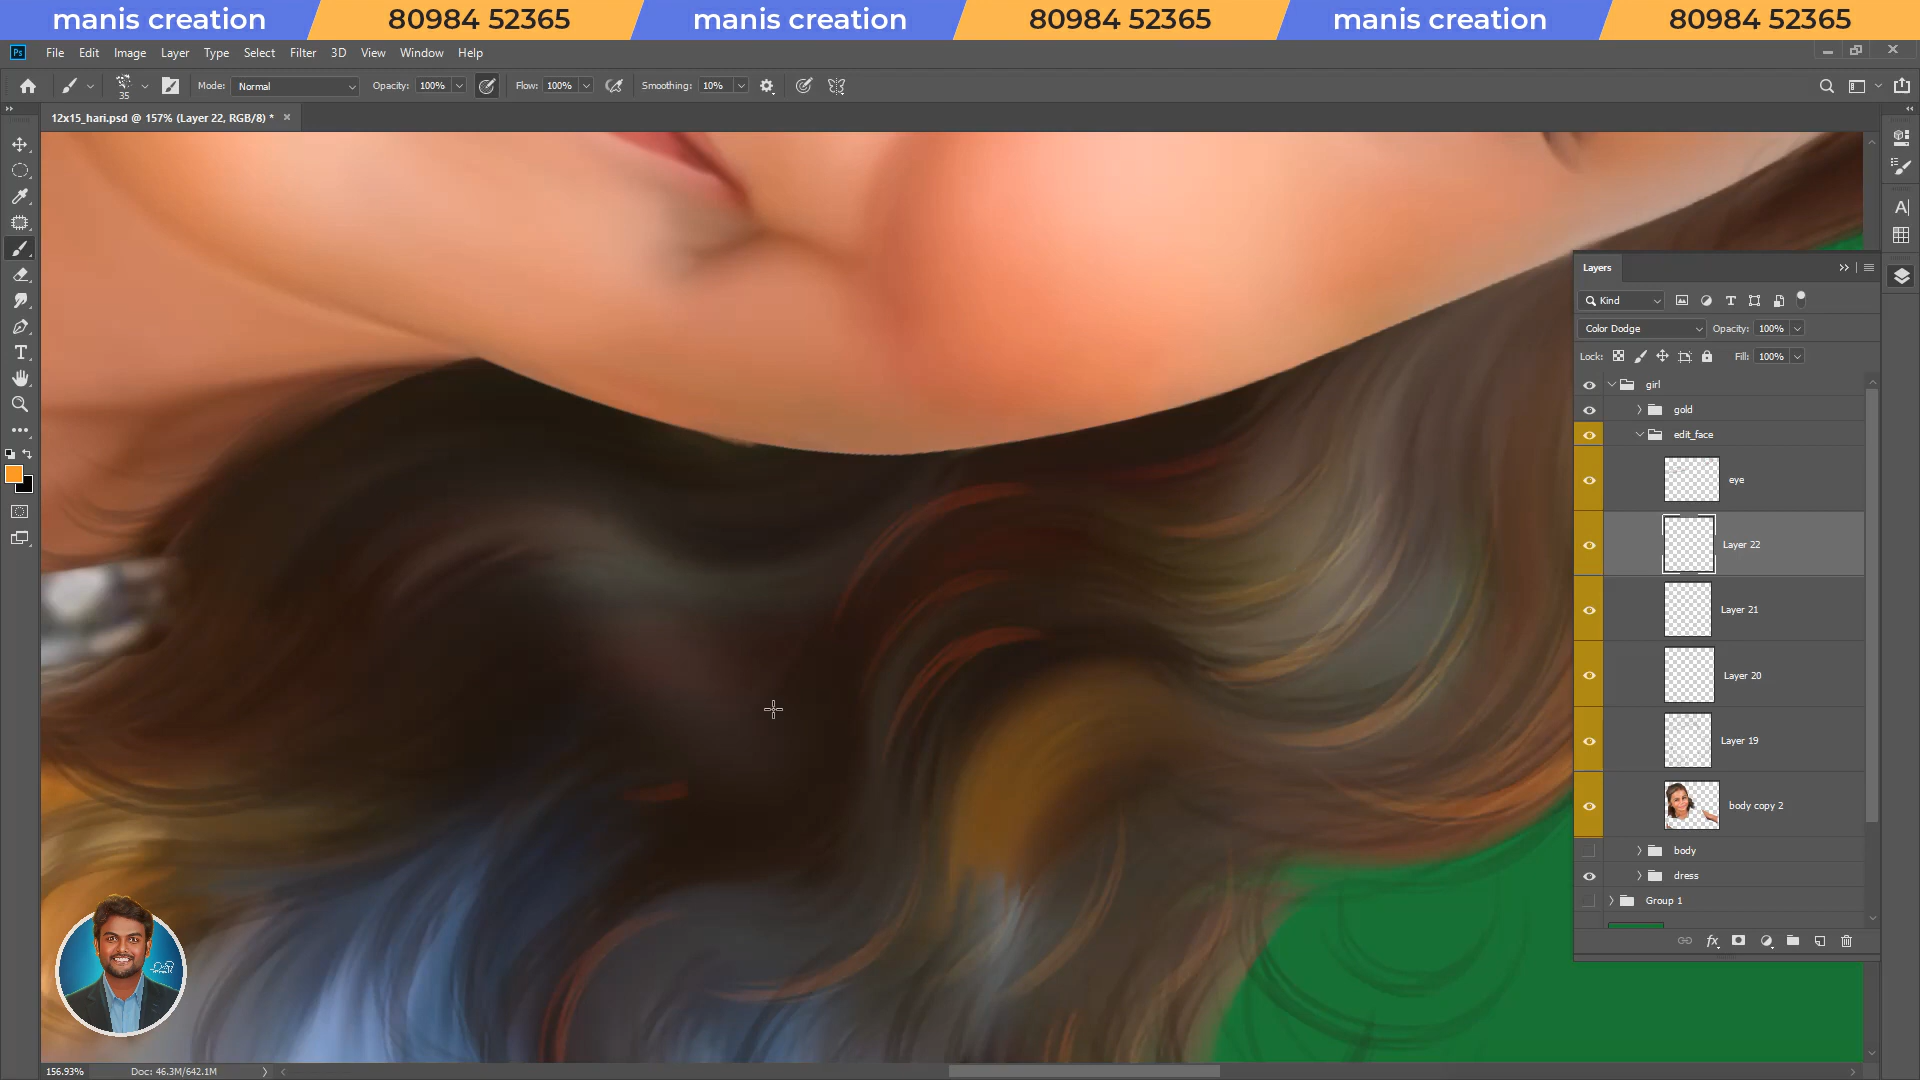 manis creation 80984 52365 manis creation 80984 52365 manis creation 80984 52365
Ps File Edit Image Layer Type Select Filter 3D View Window Help
35 Mode: Normal Opacity: 100% Flow: 100% Smoothing: 10%
12x15_hari.psd @ 157% (Layer 22, RGB/8) *
Layers
Kind
Color Dodge Opacity: 100%
Lock: Fill: 100%
girl
gold
edit_face
eye
Layer 22
Layer 21
Layer 20
Layer 19
body copy 2
body
dress
Group 1
fx
156.93% Doc: 46.3M/642.1M